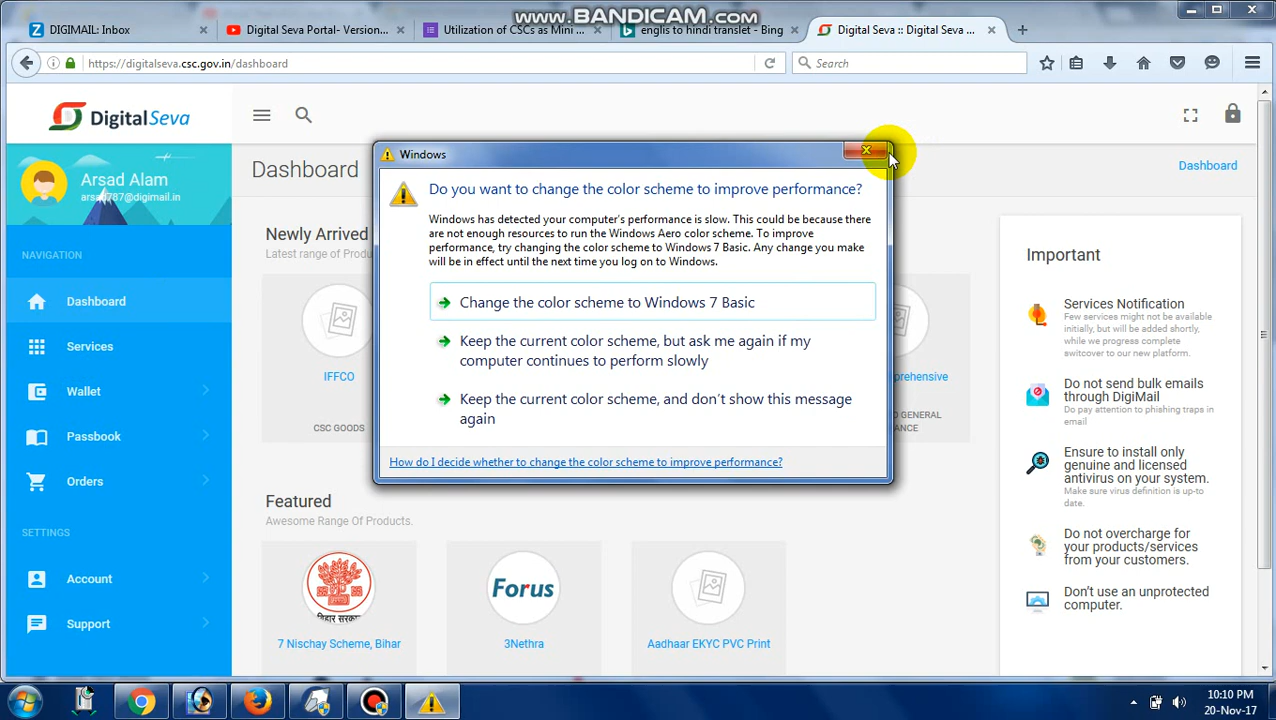 www.BANDICAM.com
DIGIMAIL: Inbox
Digital Seva Portal- Version...
Utilization of CSCs as Mini ...
englis to hindi translet - Bing
Digital Seva :: Digital Seva ...
https://digitalseva.csc.gov.in/dashboard
Search
DigitalSeva
Arsad Alam
arsad787@digimail.in
Dashboard
Dashboard
NAVIGATION
Dashboard
Services
Wallet
Passbook
Orders
SETTINGS
Account
Support
Newly Arrived
Latest range of Produ
IFFCO
CSC GOODS
prehensive
D GENERAL
ANCE
Windows
Do you want to change the color scheme to improve performance?
Windows has detected your computer's performance is slow. This could be because there
are not enough resources to run the Windows Aero color scheme. To improve
performance, try changing the color scheme to Windows 7 Basic. Any change you make
will be in effect until the next time you log on to Windows.
Change the color scheme to Windows 7 Basic
Keep the current color scheme, but ask me again if my
computer continues to perform slowly
Keep the current color scheme, and don't show this message
again
How do I decide whether to change the color scheme to improve performance?
Featured
Awesome Range Of Products.
बिहार सरकार
7 Nischay Scheme, Bihar
Forus
3Nethra
Aadhaar EKYC PVC Print
Important
Services Notification
Few services might not be available
initially, but will be added shortly,
while we progress complete
switcover to our new platform.
Do not send bulk emails
through DigiMail
Do pay attention to phishing traps in
email
Ensure to install only
genuine and licensed
antivirus on your system.
Make sure virus definition is up-to
date.
Do not overcharge for
your products/services
from your customers.
Don't use an unprotected
computer.
10:10 PM
20-Nov-17